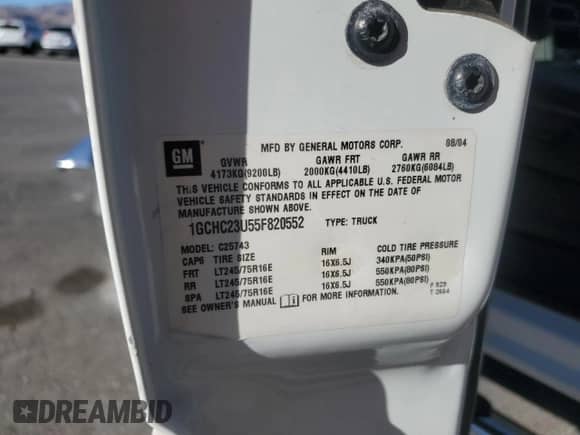 MFD BY GENERAL MOTORS CORP. 08/04
GM
GVWR GAWR FRT GAWR RR
4173KG(9200LB) 2000KG(4410LB) 2760KG(6084LB)
THIS VEHICLE CONFORMS TO ALL APPLICABLE U.S. FEDERAL MOTOR
VEHICLE SAFETY STANDARDS IN EFFECT ON THE DATE OF
MANUFACTURE SHOWN ABOVE.
1GCHC23U55F820552 TYPE: TRUCK
MODEL: C25743
CAPS TIRE SIZE RIM COLD TIRE PRESSURE
FRT LT245/75R16E 16X6.5J 340KPA(50PSI)
RR LT245/75R16E 16X6.5J 550KPA(80PSI)
SPA LT245/75R16E 16X6.5J 550KPA(80PSI)
SEE OWNER'S MANUAL FOR MORE INFORMATION.
DREAMBID